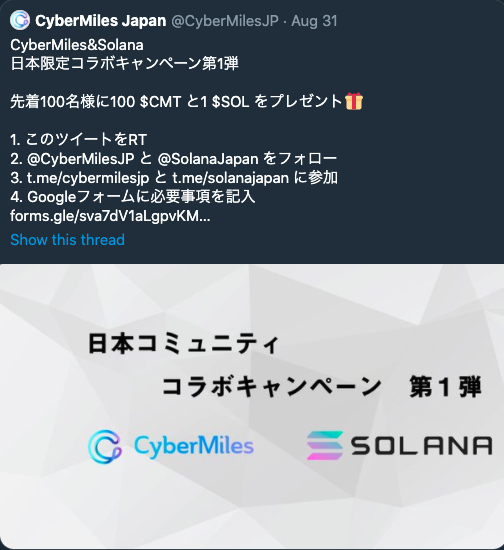 CyberMiles Japan @CyberMilesJP · Aug 31
CyberMiles&Solana
日本限定コラボキャンペーン第1弾
先着100名様に100 $CMT と1 $SOL をプレゼント🎁
1. このツイートをRT
2. @CyberMilesJP と @SolanaJapan をフォロー
3. t.me/cybermilesjp と t.me/solanajapan に参加
4. Googleフォームに必要事項を記入
forms.gle/sva7dV1aLgpvKM...
Show this thread
日本コミュニティ
コラボキャンペーン 第1弾
CyberMiles SOLANA